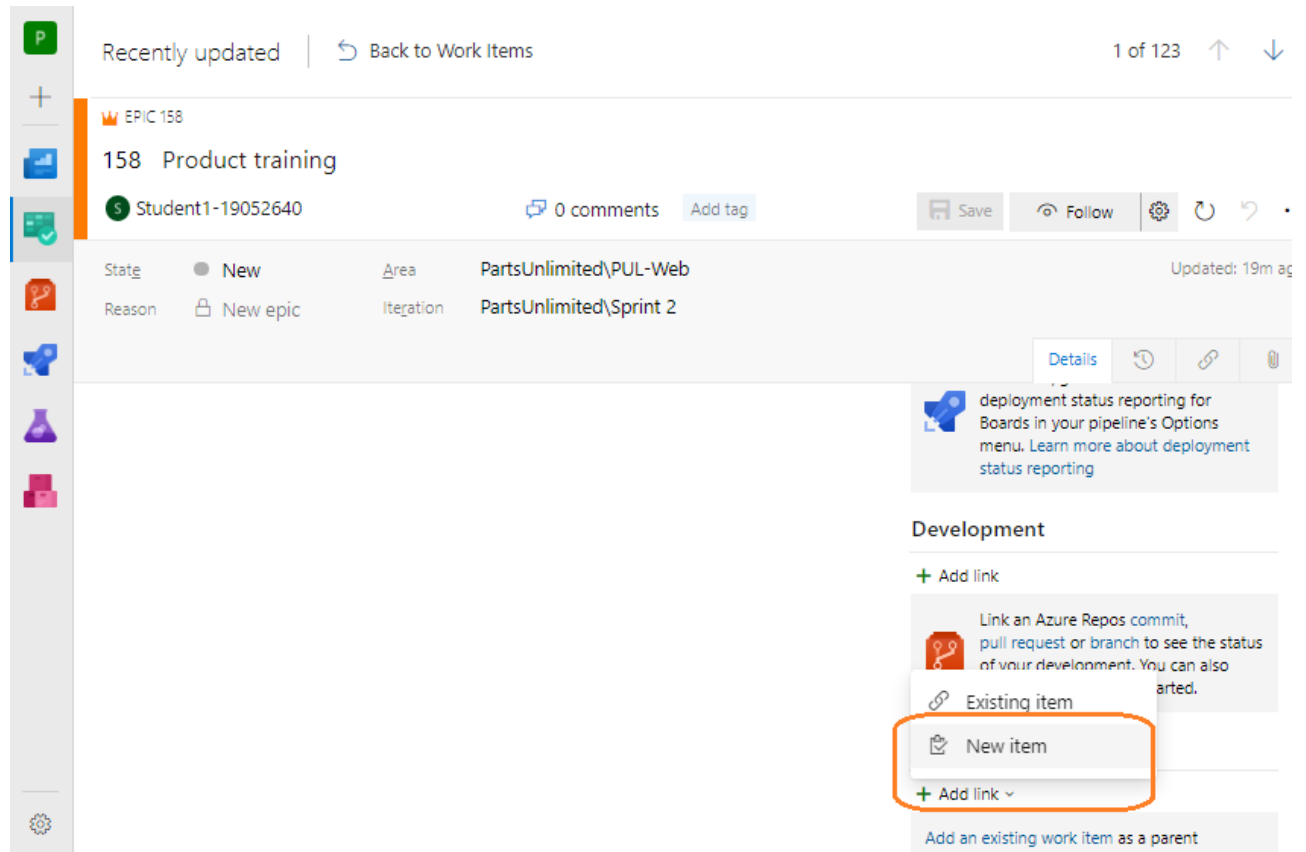 P
Recently updated
Back to Work Items
1 of 123
EPIC 158
158 Product training
S Student1-19052640
0 comments
Add tag
Save
Follow
State
New
Area
PartsUnlimited\PUL-Web
Updated: 19m ag
Reason
New epic
Iteration
PartsUnlimited\Sprint 2
Details
deployment status reporting for
Boards in your pipeline's Options
menu. Learn more about deployment
status reporting
Development
+ Add link
Link an Azure Repos commit,
pull request or branch to see the status
of your development. You can also
arted.
Existing item
New item
+ Add link
Add an existing work item as a parent